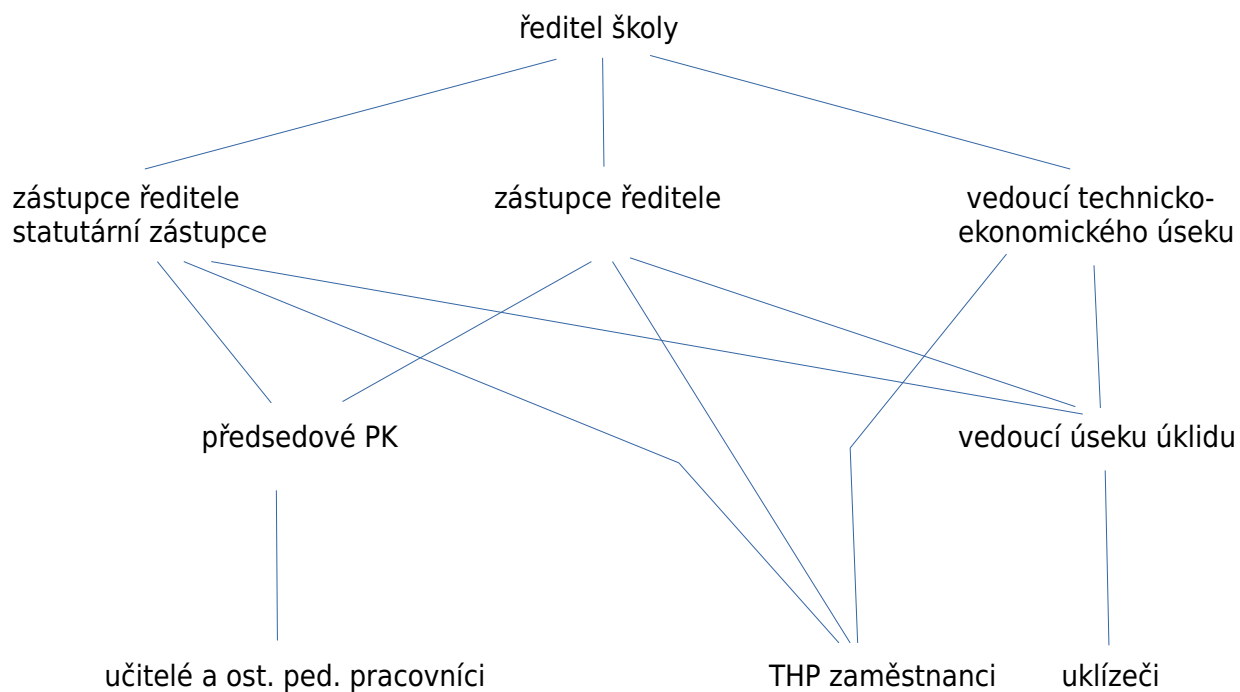 ředitel školy
zástupce ředitele
statutární zástupce
zástupce ředitele
vedoucí technicko-
ekonomického úseku
předsedové PK
vedoucí úseku úklidu
učitelé a ost. ped. pracovníci
THP zaměstnanci
uklízeči